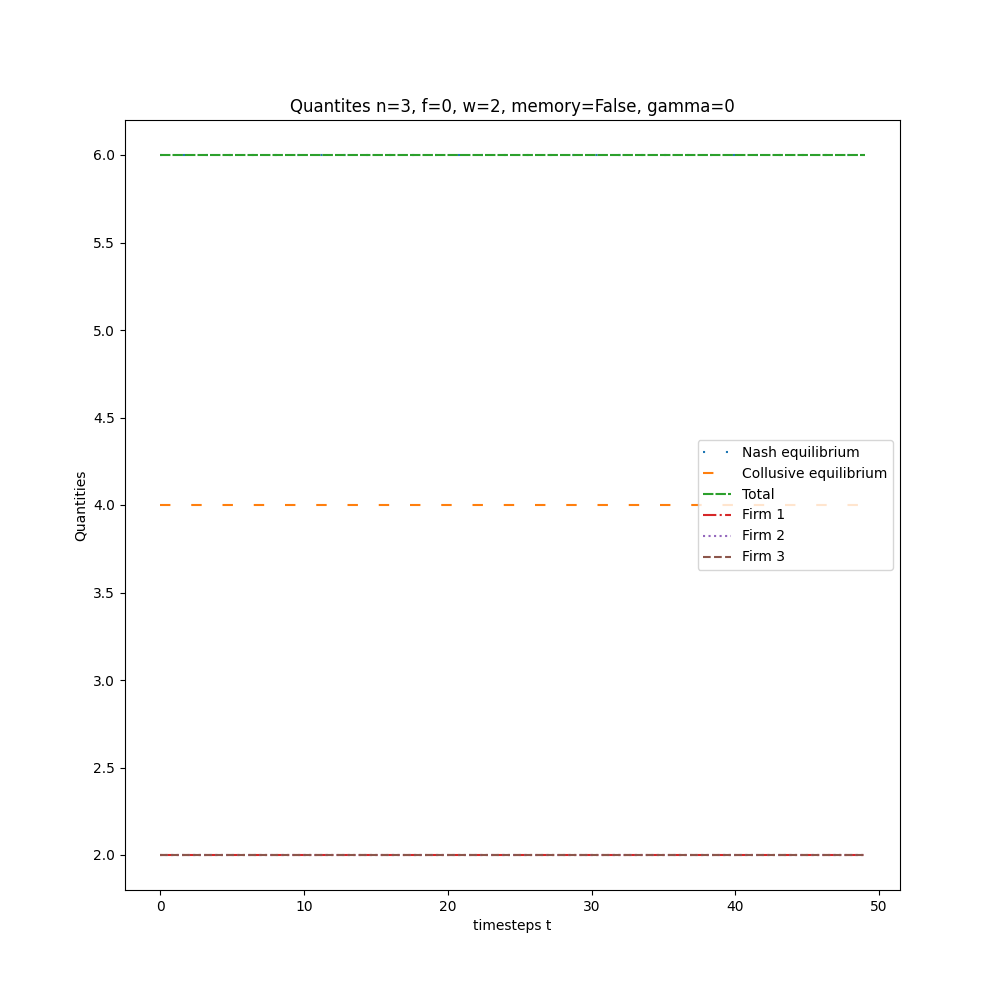 Quantites n=3, f=0, w=2, memory=False, gamma=0
6.0
5.5
5.0
4.5
4.0
3.5
3.0
2.5
2.0
Quantities
Nash equilibrium
Collusive equilibrium
Total
Firm 1
Firm 2
Firm 3
0 10 20 30 40 50
timesteps t